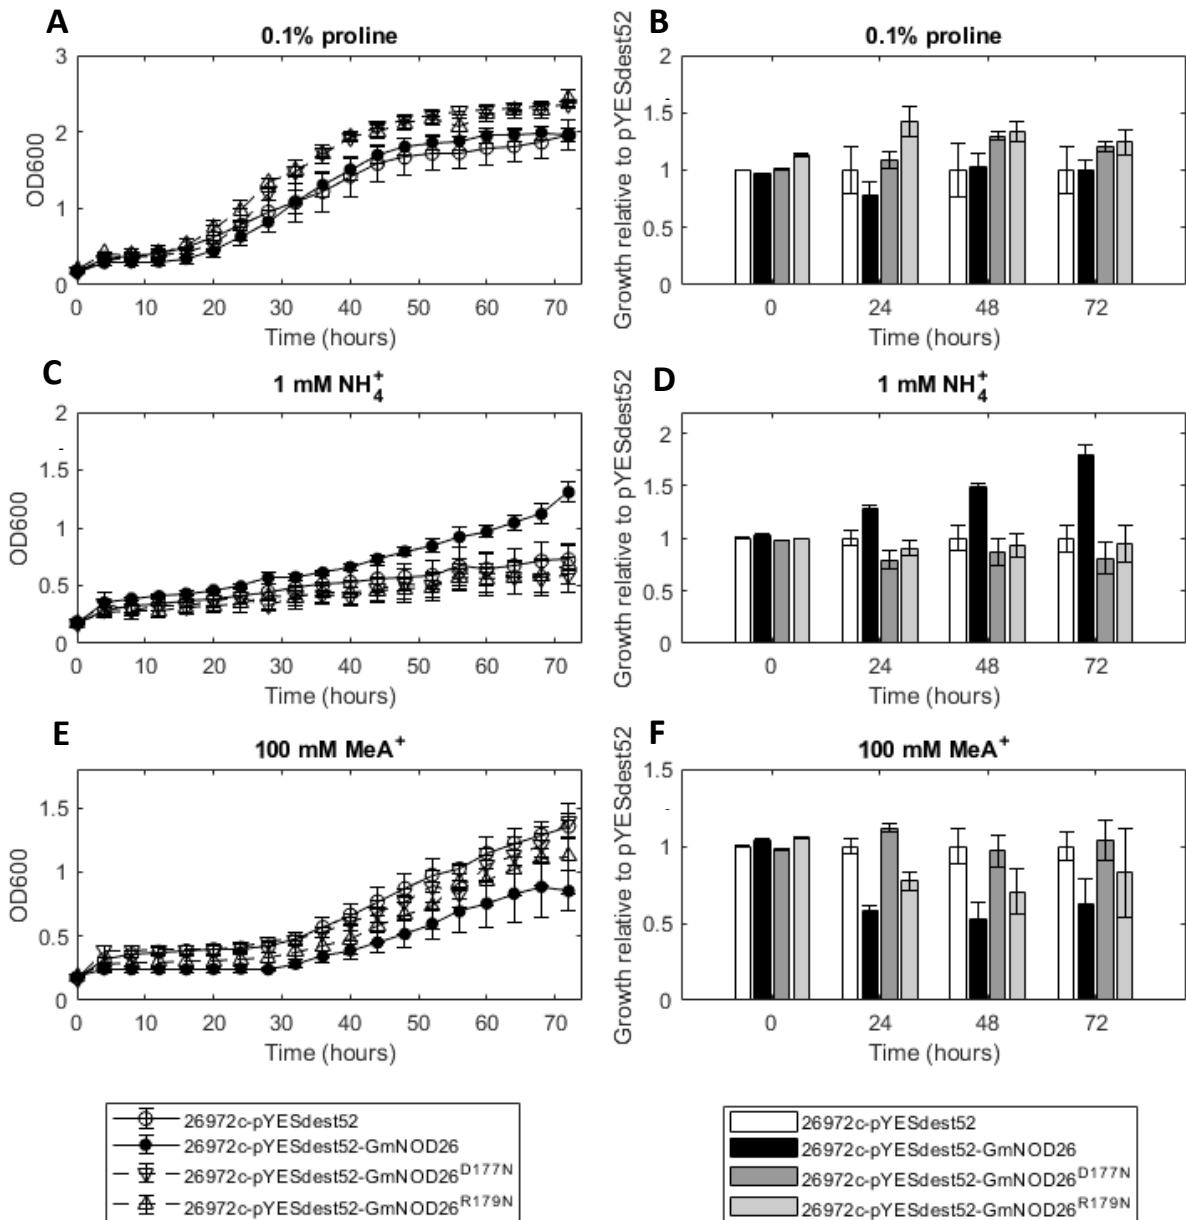 A
0.1% proline
OD600
3
2
1
0
0 10 20 30 40 50 60 70
Time (hours)
B
0.1% proline
Growth relative to pYESdest52
2
1.5
1
0.5
0
0 24 48 72
Time (hours)
C
1 mM NH4+
OD600
2
1.5
1
0.5
0
0 10 20 30 40 50 60 70
Time (hours)
D
1 mM NH4+
Growth relative to pYESdest52
2
1.5
1
0.5
0
0 24 48 72
Time (hours)
E
100 mM MeA+
OD600
1.5
1
0.5
0
0 10 20 30 40 50 60 70
Time (hours)
F
100 mM MeA+
Growth relative to pYESdest52
1.5
1
0.5
0
0 24 48 72
Time (hours)
26972c-pYESdest52
26972c-pYESdest52-GmNOD26
26972c-pYESdest52-GmNOD26D177N
26972c-pYESdest52-GmNOD26R179N
26972c-pYESdest52
26972c-pYESdest52-GmNOD26
26972c-pYESdest52-GmNOD26D177N
26972c-pYESdest52-GmNOD26R179N